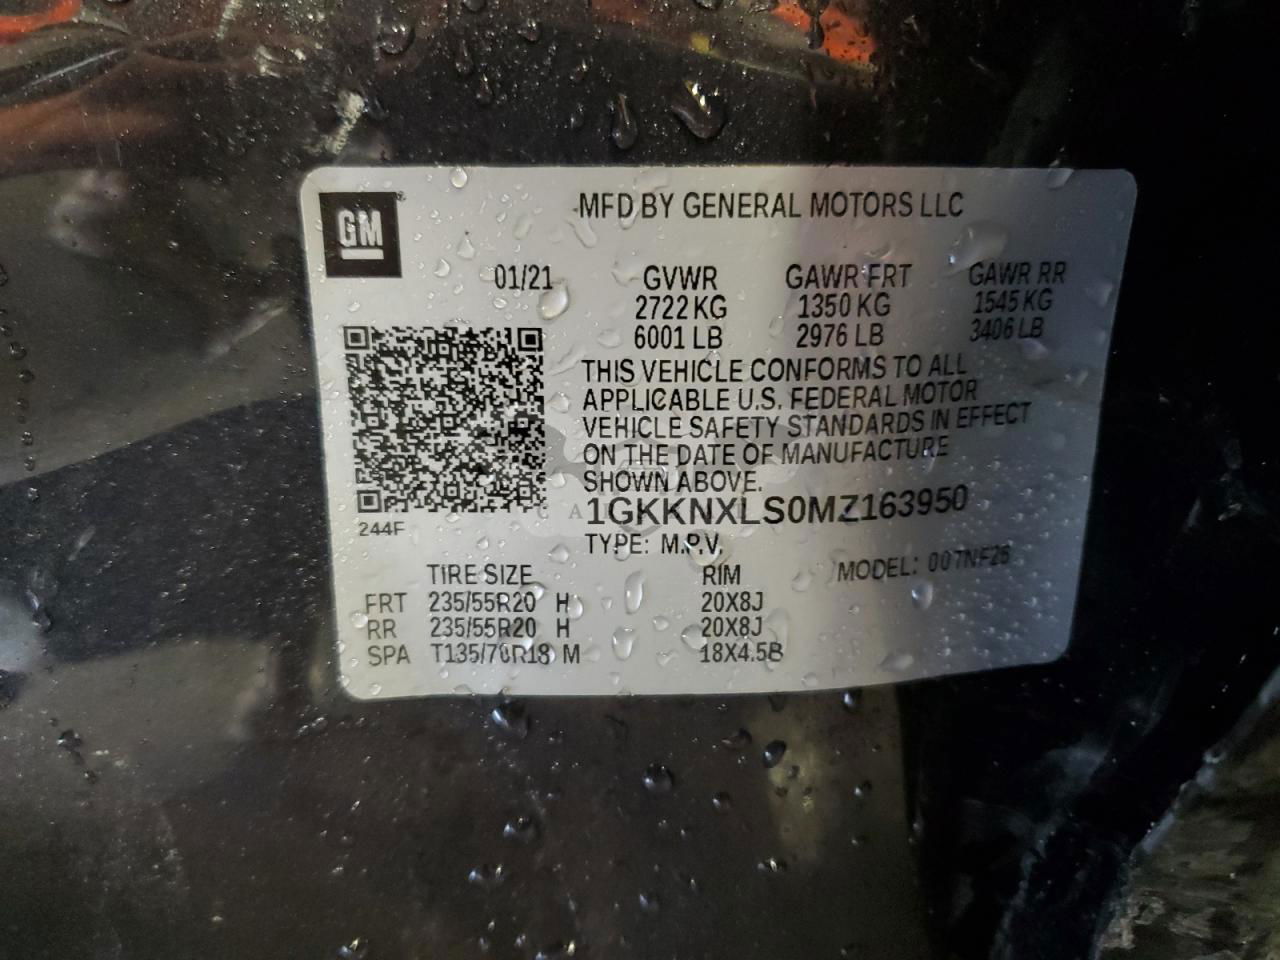 GM
MFD BY GENERAL MOTORS LLC
01/21 GVWR GAWR FRT GAWR RR
2722 KG 1350 KG 1545 KG
6001 LB 2976 LB 3406 LB
THIS VEHICLE CONFORMS TO ALL
APPLICABLE U.S. FEDERAL MOTOR
VEHICLE SAFETY STANDARDS IN EFFECT
ON THE DATE OF MANUFACTURE
SHOWN ABOVE.
1GKKNXLS0MZ163950
244F
TYPE: M.P.V.
MODEL: 007NF26
TIRE SIZE RIM
FRT 235/55R20 H 20X8J
RR 235/55R20 H 20X8J
SPA T135/70R18 M 18X4.5B